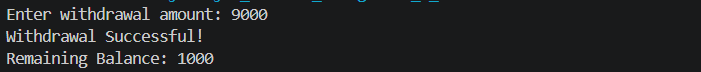 Enter withdrawal amount: 9000
Withdrawal Successful!
Remaining Balance: 1000